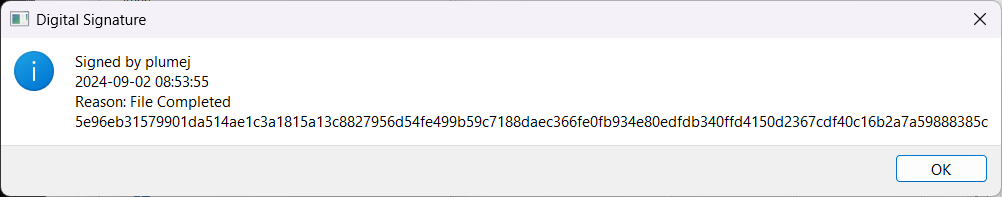 Digital Signature
Signed by plumej
2024-09-02 08:53:55
Reason: File Completed
5e96eb31579901da514ae1c3a1815a13c8827956d54fe499b59c7188daec366fe0fb934e80edfdb340ffd4150d2367cdf40c16b2a7a59888385c
OK